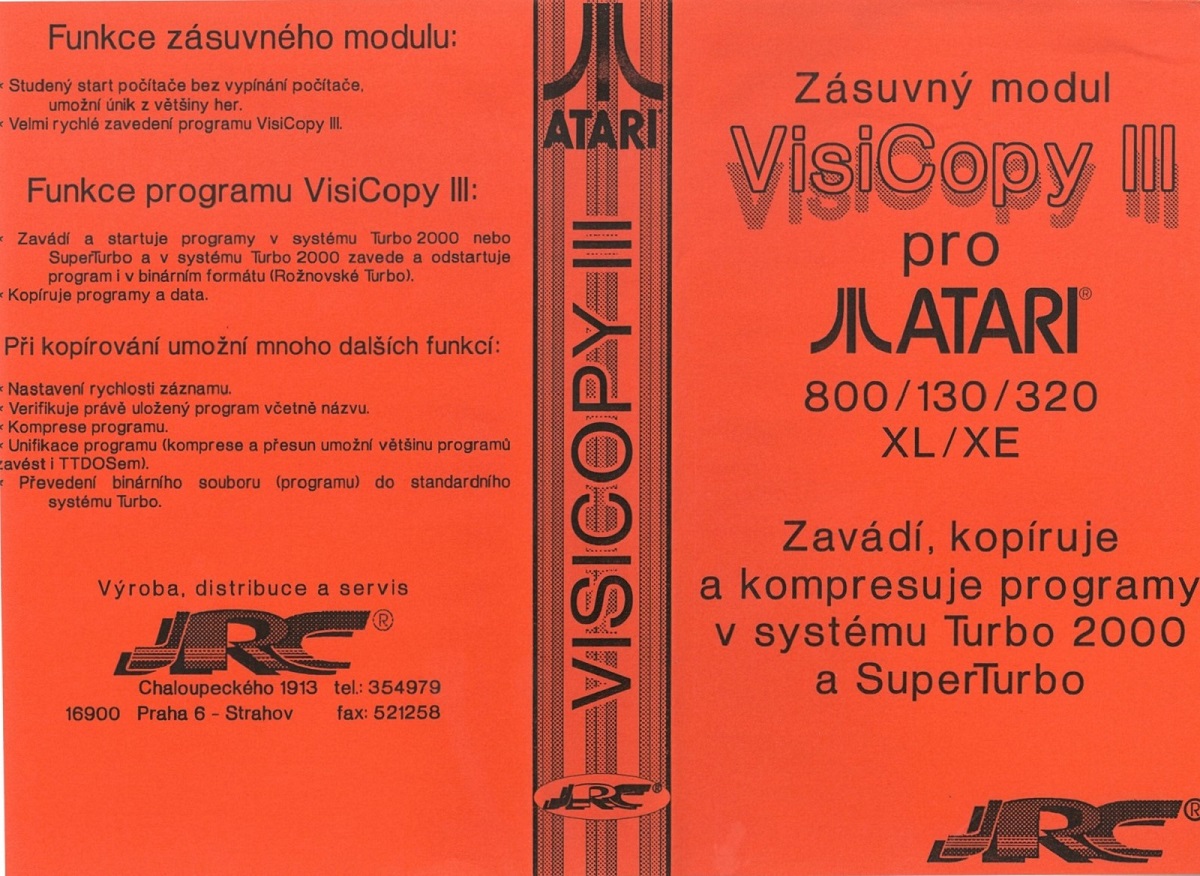 Funkce zásuvného modulu:
* Studený start počítače bez vypínání počítače,
umožní únik z většiny her.
* Velmi rychlé zavedení programu VisiCopy III.
Funkce programu VisiCopy III:
* Zavádí a startuje programy v systému Turbo 2000 nebo
SuperTurbo a v systému Turbo 2000 zavede a odstartuje
program i v binárním formátu (Rožnovské Turbo).
* Kopíruje programy a data.
Při kopírování umožní mnoho dalších funkcí:
* Nastavení rychlosti záznamu.
* Verifikuje právě uložený program včetně názvu.
* Komprese programu.
* Unifikace programu (komprese a přesun umožní většinu programů
zavést i TTDOSem).
* Převedení binárního souboru (programu) do standardního
systému Turbo.
Výroba, distribuce a servis
JRC®
Chaloupeckého 1913 tel.: 354979
16900 Praha 6 - Strahov fax: 521258
ATARI
VISICOPY III
JRC®
Zásuvný modul
VisiCopy III
pro
ATARI®
800/130/320
XL/XE
Zavádí, kopíruje
a kompresuje programy
v systému Turbo 2000
a SuperTurbo
JRC®